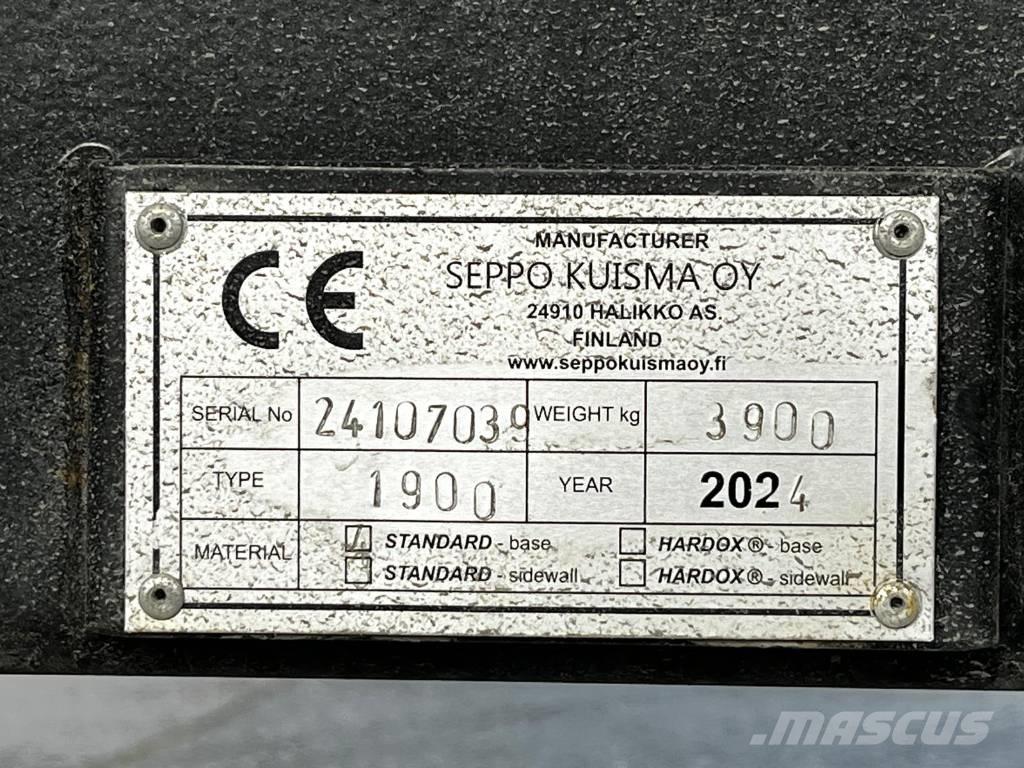 CE
MANUFACTURER
SEPPO KUISMA OY
24910 HALIKKO AS.
FINLAND
www.seppokuismaoy.fi
SERIAL No 24107039 WEIGHT kg 3900
TYPE 1900 YEAR 2024
MATERIAL STANDARD - base HARDOX® - base
STANDARD - sidewall HARDOX® - sidewall
MASCUS